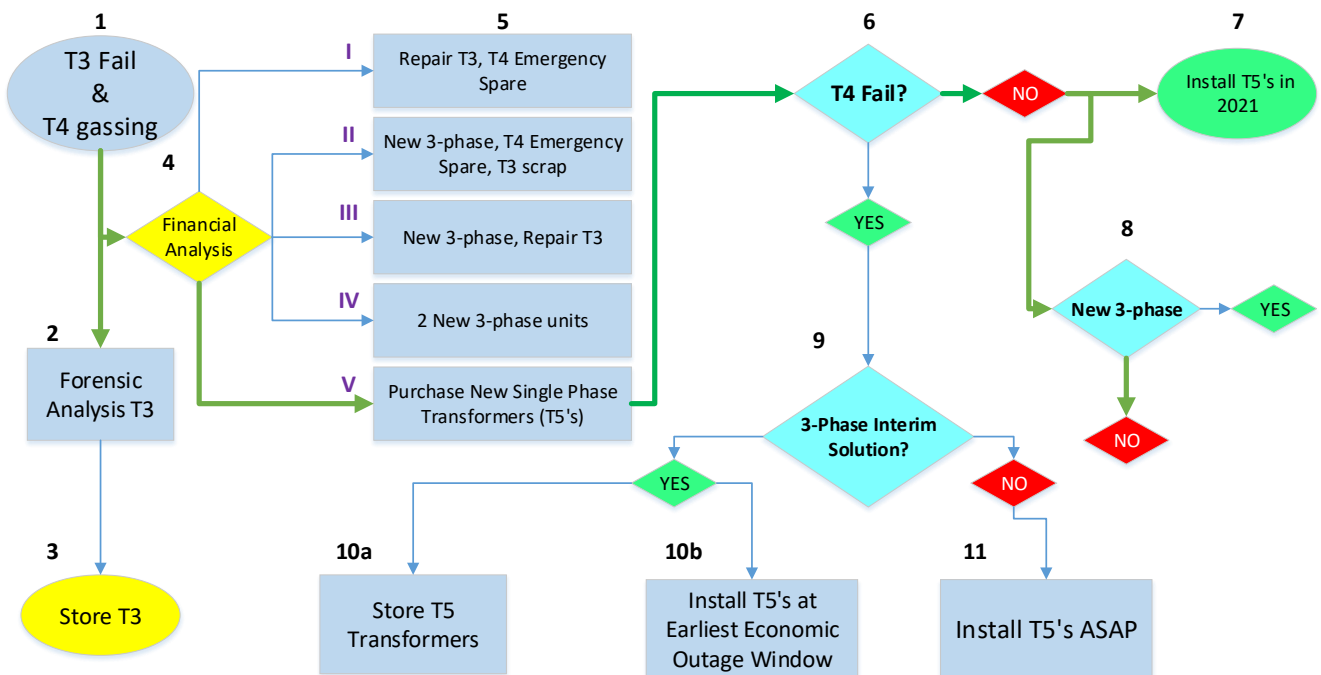 1
T3 Fail
&
T4 gassing
4
Financial
Analysis
2
Forensic
Analysis T3
3
Store T3
5
I
Repair T3, T4 Emergency
Spare
II
New 3-phase, T4 Emergency
Spare, T3 scrap
III
New 3-phase, Repair T3
IV
2 New 3-phase units
V
Purchase New Single Phase
Transformers (T5's)
6
T4 Fail?
NO
YES
7
Install T5's in
2021
8
New 3-phase
YES
NO
9
3-Phase Interim
Solution?
YES
NO
10a
Store T5
Transformers
10b
Install T5's at
Earliest Economic
Outage Window
11
Install T5's ASAP